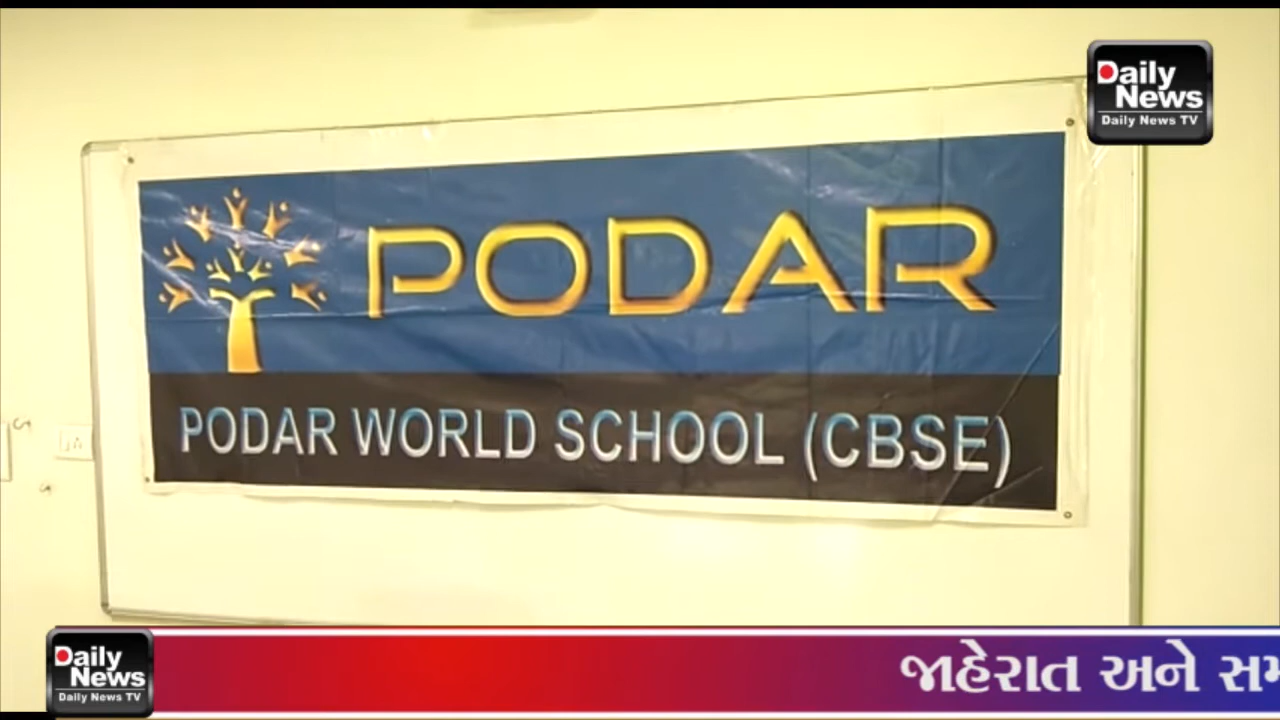 Daily
News
Daily News TV
PODAR
PODAR WORLD SCHOOL (CBSE)
Daily
News
Daily News TV
જાહેરાત અને